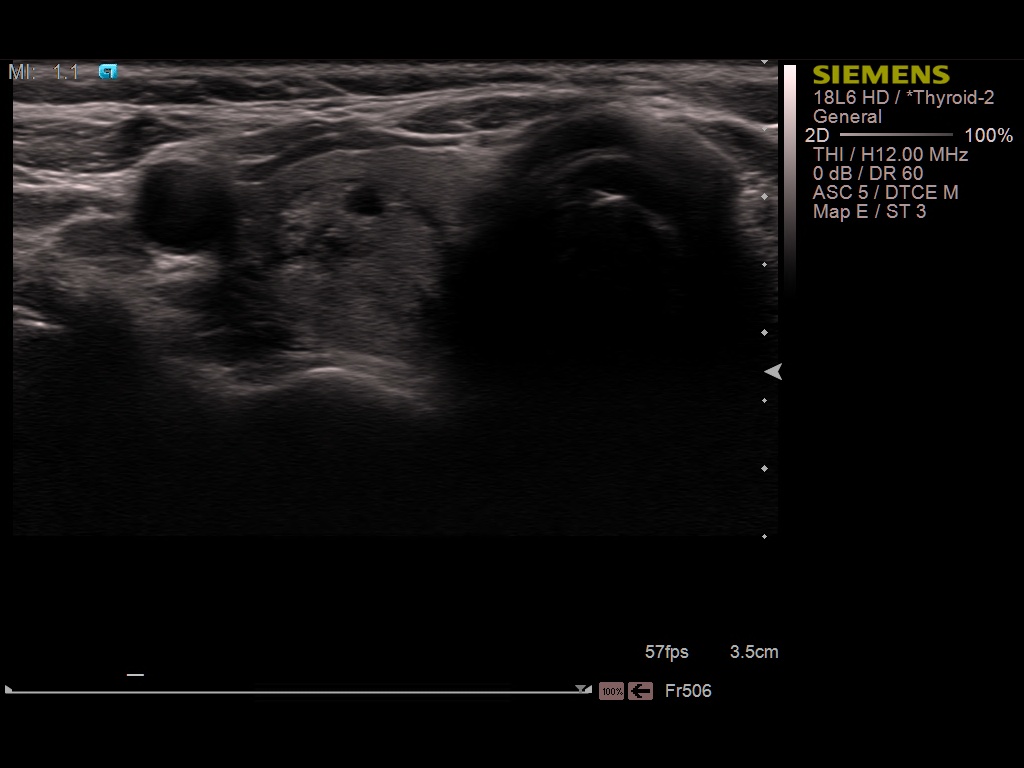 MI: 1.1
SIEMENS
18L6 HD / *Thyroid-2
General
2D 100%
THI / H12.00 MHz
0 dB / DR 60
ASC 5 / DTCE M
Map E / ST 3
57fps 3.5cm
100% Fr506